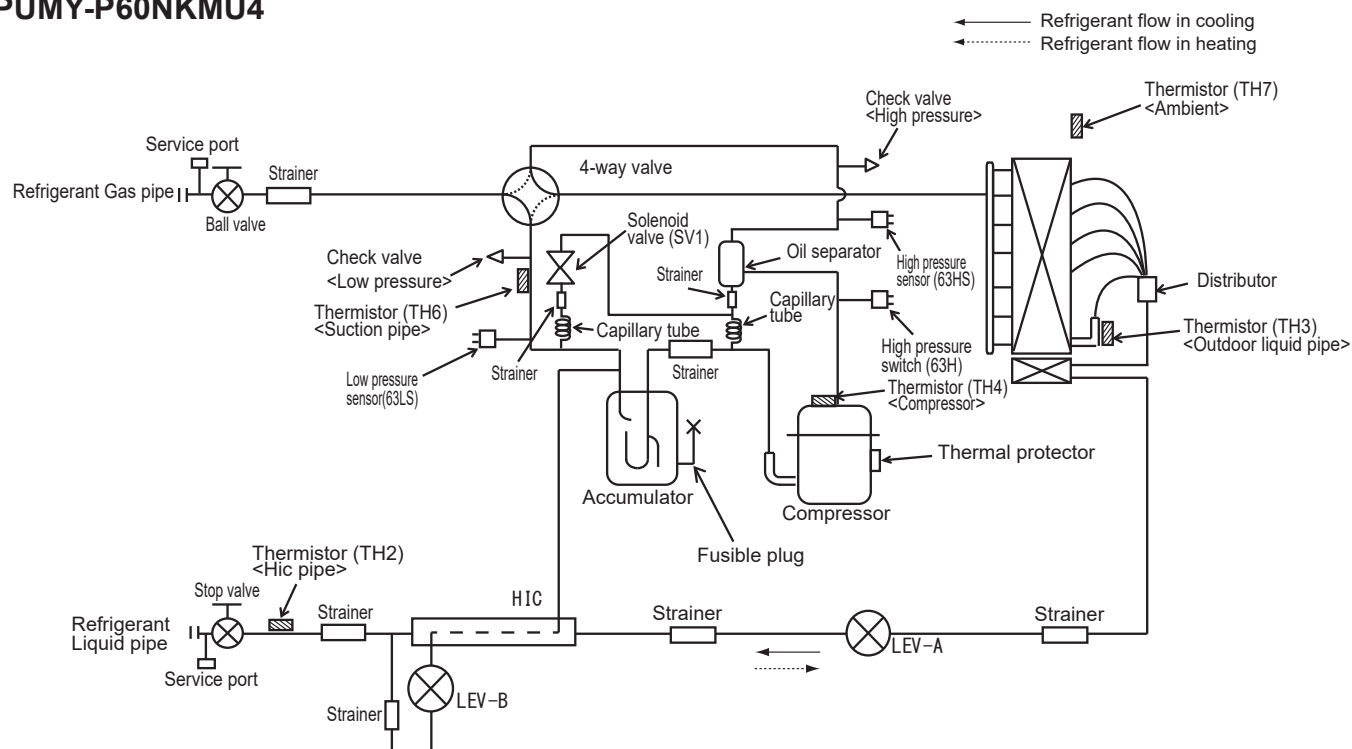 PUMY-P60NKMU4
Refrigerant flow in cooling
Refrigerant flow in heating
Thermistor (TH7)
<Ambient>
Check valve
<High pressure>
Service port
Strainer
4-way valve
Refrigerant Gas pipe
Ball valve
Solenoid
valve (SV1)
Oil separator
Check valve
<Low pressure>
Strainer
High pressure
sensor (63HS)
Distributor
Thermistor (TH6)
<Suction pipe>
Capillary tube
Capillary
tube
Thermistor (TH3)
<Outdoor liquid pipe>
High pressure
switch (63H)
Low pressure
sensor(63LS)
Strainer
Strainer
Thermistor (TH4)
<Compressor>
Thermal protector
Accumulator
Compressor
Fusible plug
Thermistor (TH2)
<Hic pipe>
Stop valve
Strainer
HIC
Strainer
Strainer
Refrigerant
Liquid pipe
LEV-A
Service port
LEV-B
Strainer